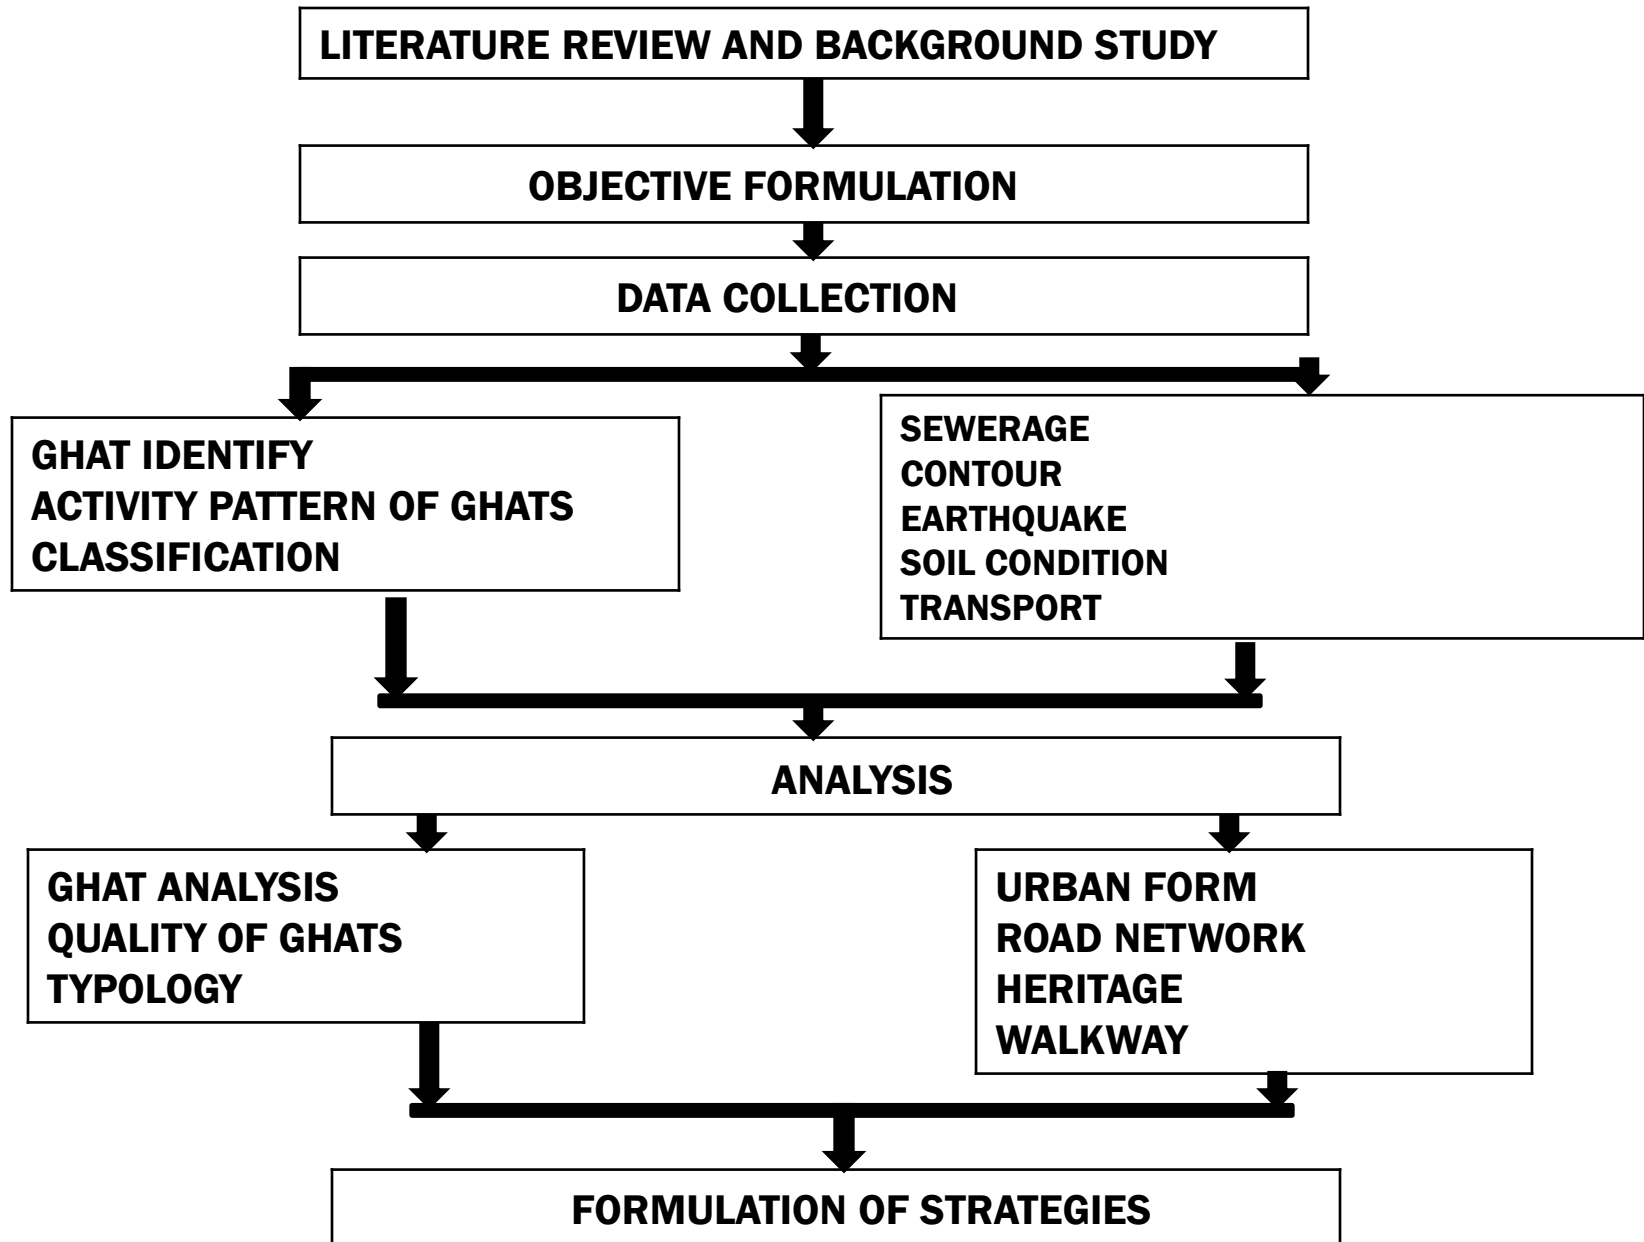 LITERATURE REVIEW AND BACKGROUND STUDY
OBJECTIVE FORMULATION
DATA COLLECTION
GHAT IDENTIFY
ACTIVITY PATTERN OF GHATS
CLASSIFICATION
SEWERAGE
CONTOUR
EARTHQUAKE
SOIL CONDITION
TRANSPORT
ANALYSIS
GHAT ANALYSIS
QUALITY OF GHATS
TYPOLOGY
URBAN FORM
ROAD NETWORK
HERITAGE
WALKWAY
FORMULATION OF STRATEGIES